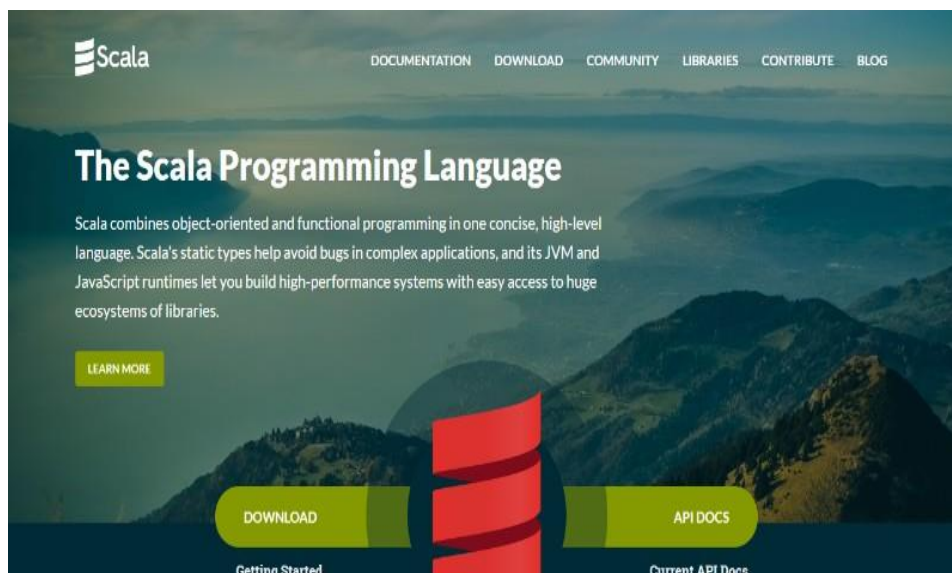 Scala
DOCUMENTATION DOWNLOAD COMMUNITY LIBRARIES CONTRIBUTE BLOG
The Scala Programming Language
Scala combines object-oriented and functional programming in one concise, high-level
language. Scala's static types help avoid bugs in complex applications, and its JVM and
JavaScript runtimes let you build high-performance systems with easy access to huge
ecosystems of libraries.
LEARN MORE
DOWNLOAD API DOCS
Getting Started Current API Docs